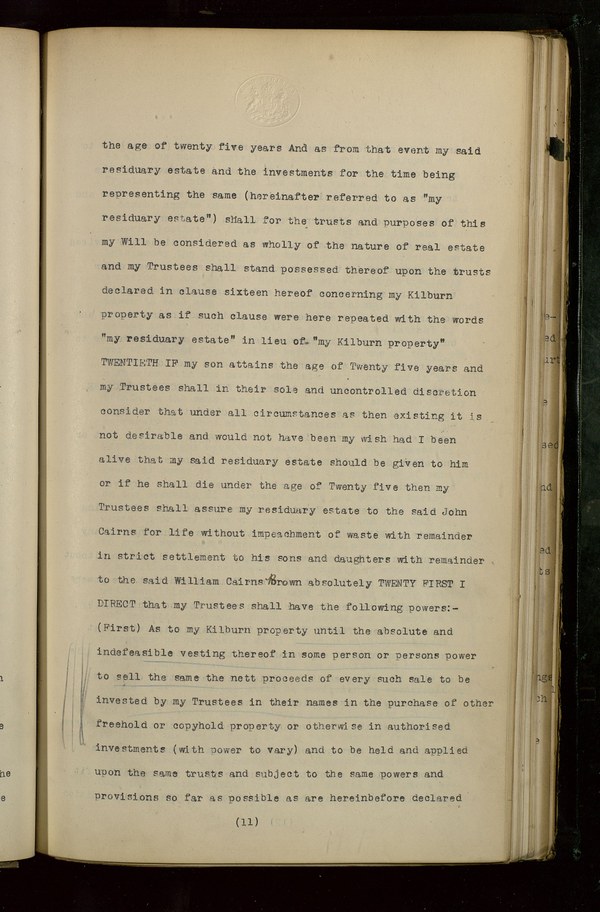 the age of twenty five years And as from that event my said
residuary estate and the investments for the time being
representing the same (hereinafter referred to as "my
residuary estate") shall for the trusts and purposes of this
my Will be considered as wholly of the nature of real estate
and my Trustees shall stand possessed thereof upon the trusts
declared in clause sixteen hereof concerning my Kilburn
property as if such clause were here repeated with the words
"my residuary estate" in lieu of "my Kilburn property"
TWENTIETH IF my son attains the age of Twenty five years and
my Trustees shall in their sole and uncontrolled discretion
consider that under all circumstances as then existing it is
not desirable and would not have been my wish had I been
alive that my said residuary estate should be given to him
or if he shall die under the age of Twenty five then my
Trustees shall assure my residuary estate to the said John
Cairns for life without impeachment of waste with remainder
in strict settlement to his sons and daughters with remainder
to the said William Cairns Brown absolutely TWENTY FIRST I
DIRECT that my Trustees shall have the following powers:-
(First) As to my Kilburn property until the absolute and
indefeasible vesting thereof in some person or persons power
to sell the same the nett proceeds of every such sale to be
invested by my Trustees in their names in the purchase of other
freehold or copyhold property or otherwise in authorised
investments (with power to vary) and to be held and applied
upon the same trusts and subject to the same powers and
provisions so far as possible as are hereinbefore declared
(11)